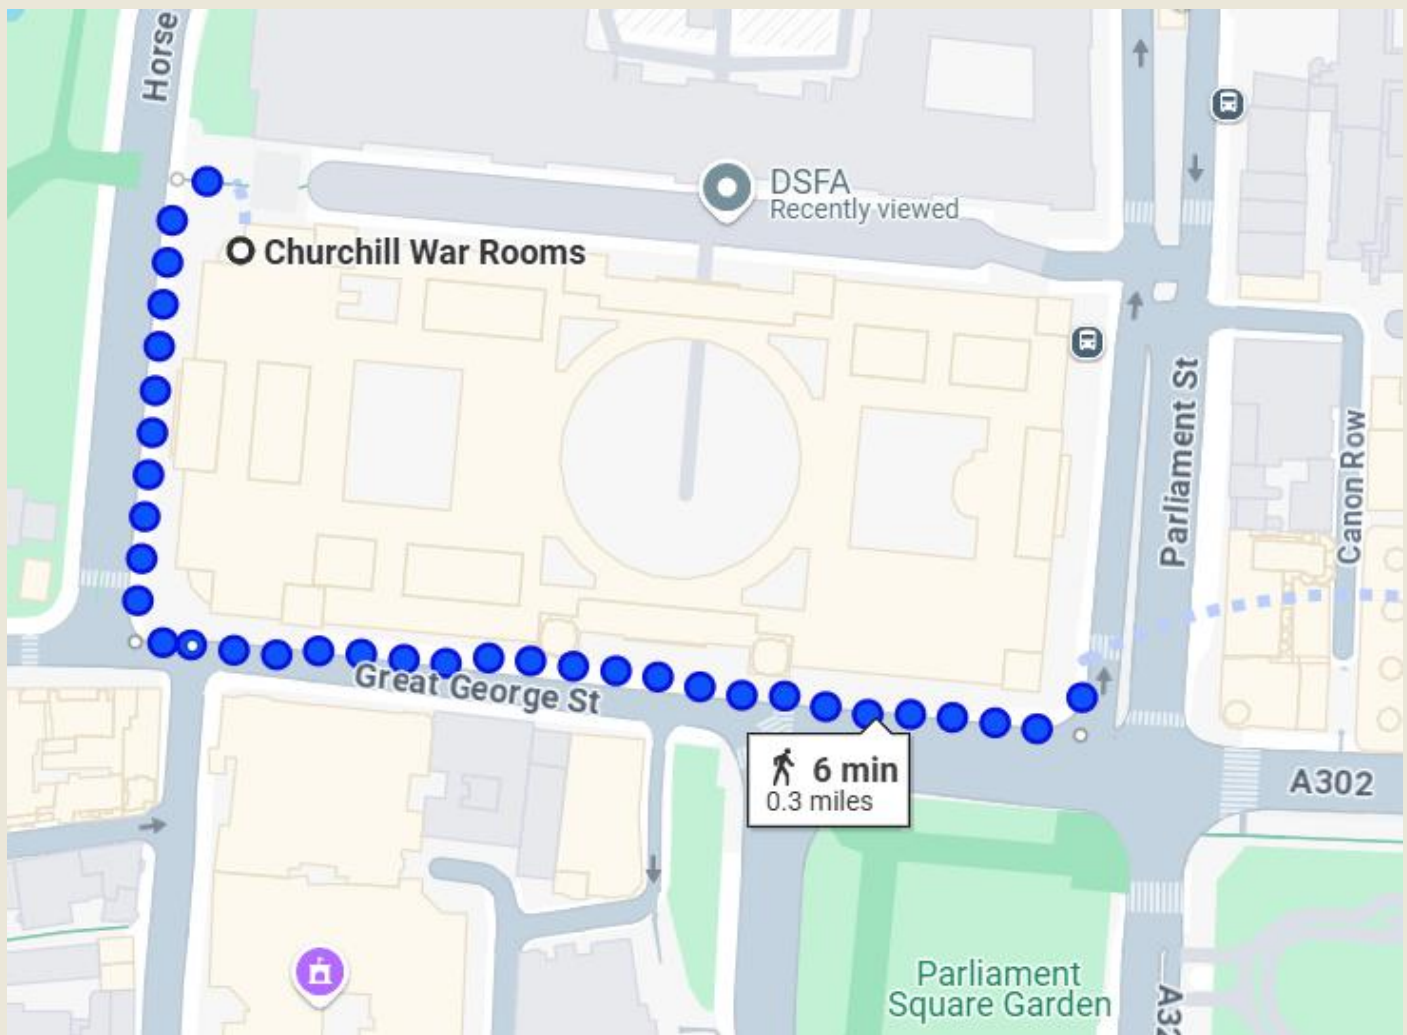 Horse
DSFA
Recently viewed
Churchill War Rooms
Parliament St
Canon Row
Great George St
6 min
0.3 miles
A302
Parliament
Square Garden